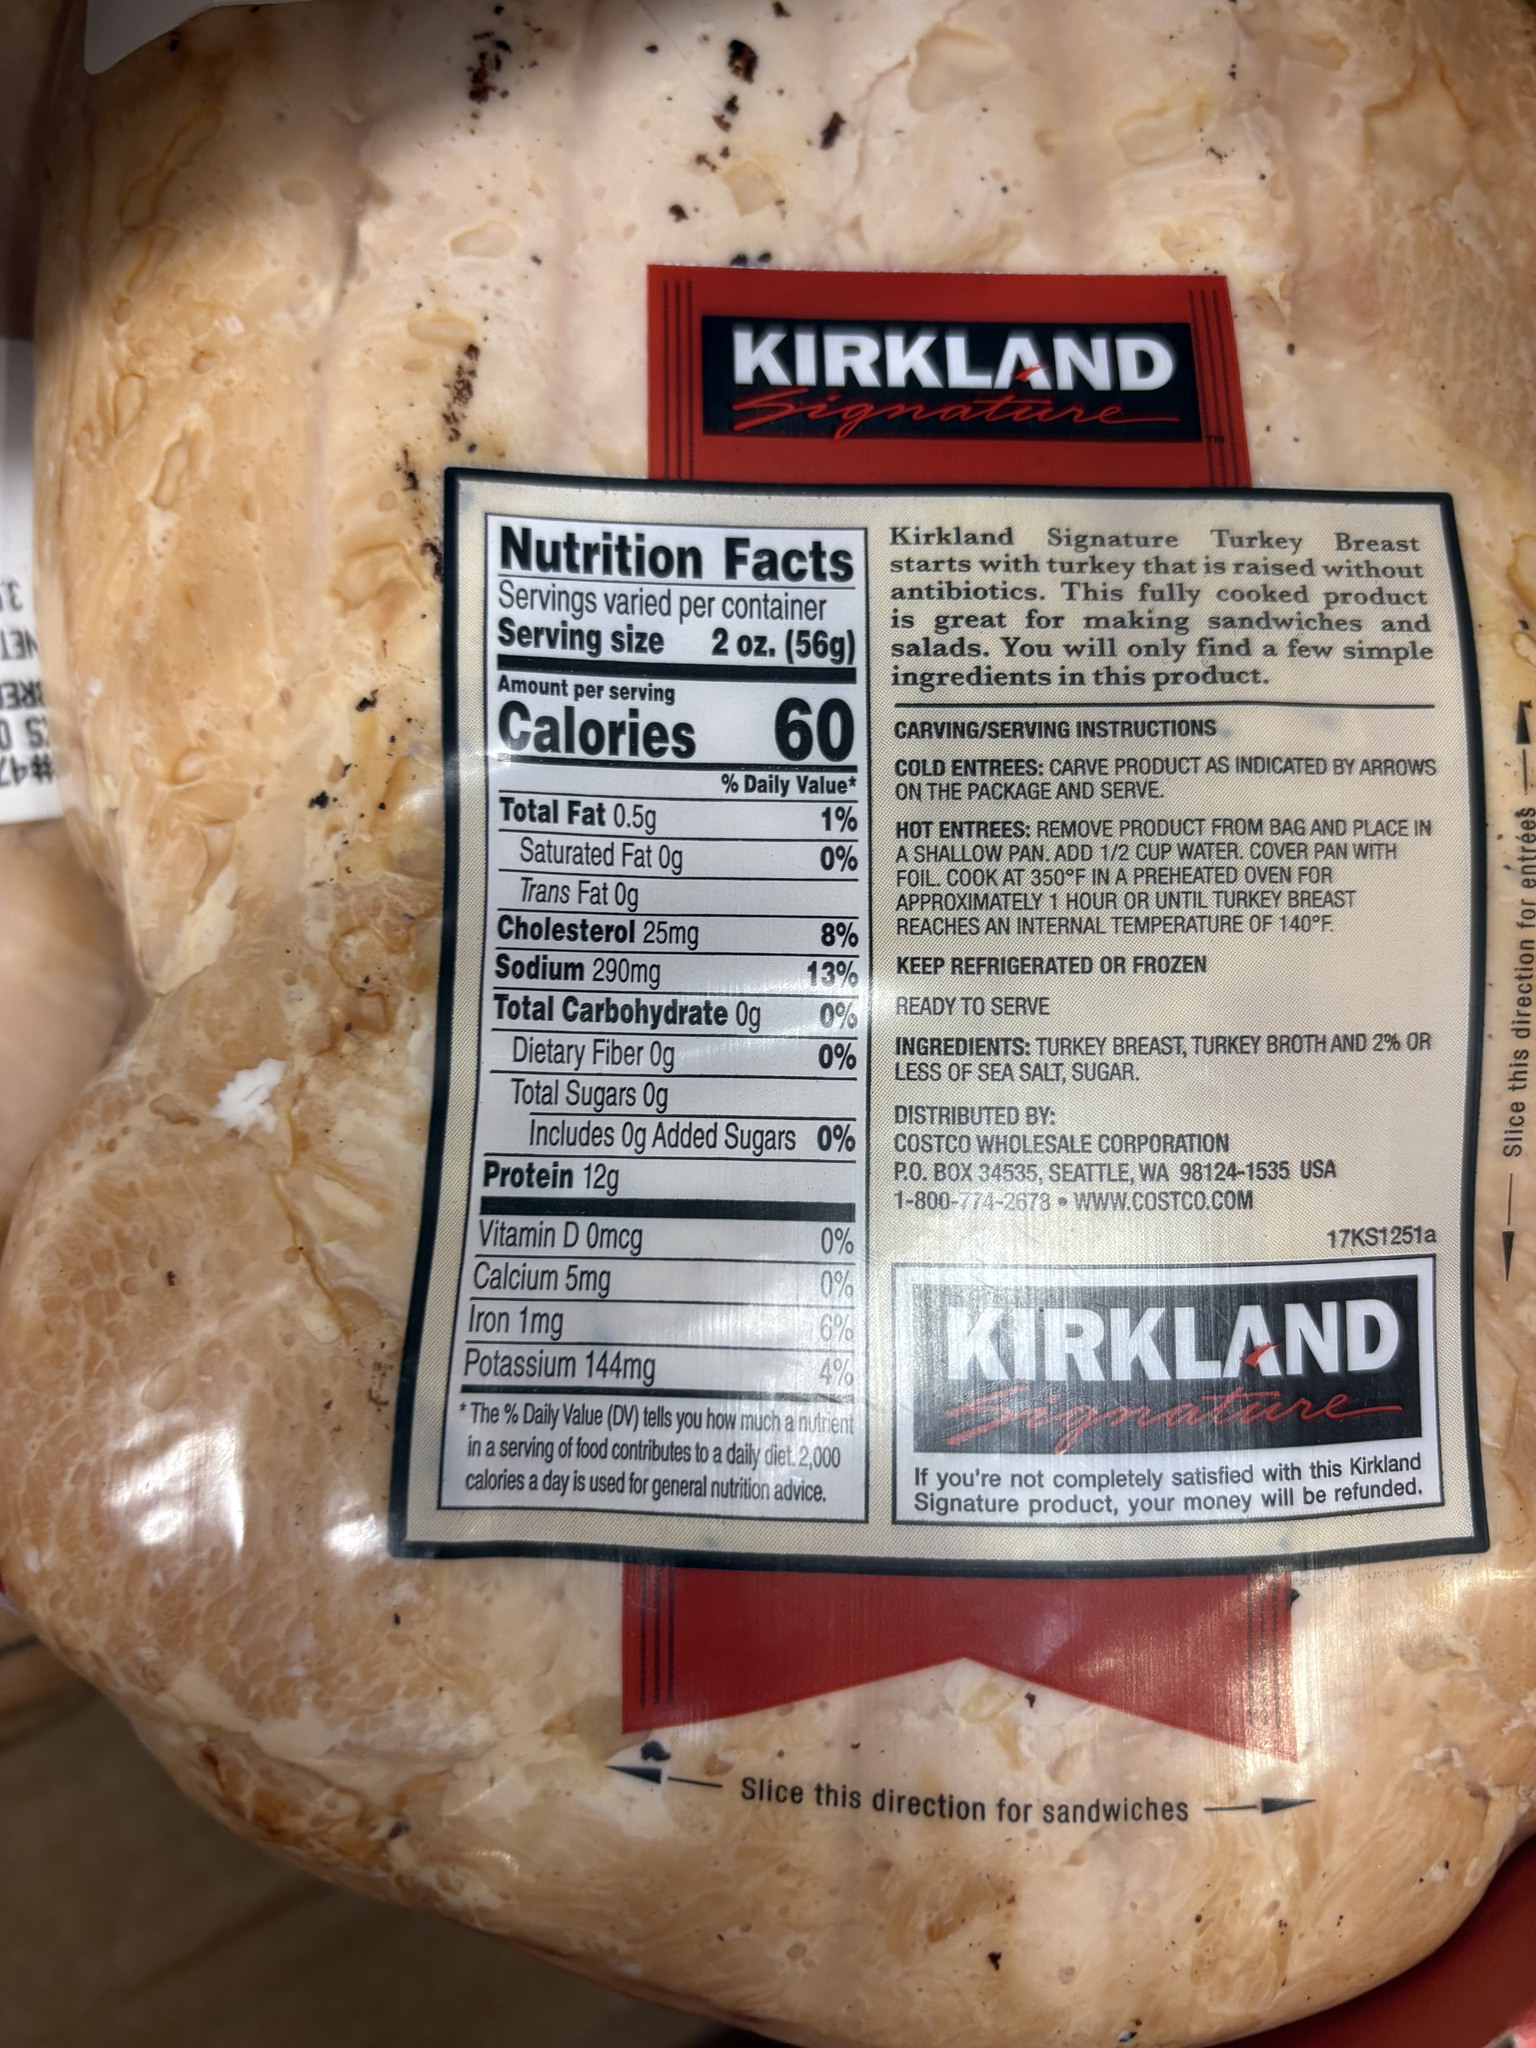 KIRKLAND
Signature
TM
Nutrition Facts
Servings varied per container
Serving size 2 oz. (56g)
Amount per serving
Calories 60
% Daily Value*
Total Fat 0.5g 1%
Saturated Fat 0g 0%
Trans Fat 0g
Cholesterol 25mg 8%
Sodium 290mg 13%
Total Carbohydrate 0g 0%
Dietary Fiber 0g 0%
Total Sugars 0g
Includes 0g Added Sugars 0%
Protein 12g
Vitamin D 0mcg 0%
Calcium 5mg 0%
Iron 1mg 6%
Potassium 144mg 4%
* The % Daily Value (DV) tells you how much a nutrient
in a serving of food contributes to a daily diet. 2,000
calories a day is used for general nutrition advice.
Kirkland Signature Turkey Breast
starts with turkey that is raised without
antibiotics. This fully cooked product
is great for making sandwiches and
salads. You will only find a few simple
ingredients in this product.
CARVING/SERVING INSTRUCTIONS
COLD ENTREES: CARVE PRODUCT AS INDICATED BY ARROWS
ON THE PACKAGE AND SERVE.
HOT ENTREES: REMOVE PRODUCT FROM BAG AND PLACE IN
A SHALLOW PAN. ADD 1/2 CUP WATER. COVER PAN WITH
FOIL. COOK AT 350°F IN A PREHEATED OVEN FOR
APPROXIMATELY 1 HOUR OR UNTIL TURKEY BREAST
REACHES AN INTERNAL TEMPERATURE OF 140°F.
KEEP REFRIGERATED OR FROZEN
READY TO SERVE
INGREDIENTS: TURKEY BREAST, TURKEY BROTH AND 2% OR
LESS OF SEA SALT, SUGAR.
DISTRIBUTED BY:
COSTCO WHOLESALE CORPORATION
P.O. BOX 34535, SEATTLE, WA 98124-1535 USA
1-800-774-2678 • WWW.COSTCO.COM
17KS1251a
KIRKLAND
Signature
If you're not completely satisfied with this Kirkland
Signature product, your money will be refunded.
Slice this direction for entrées
Slice this direction for sandwiches